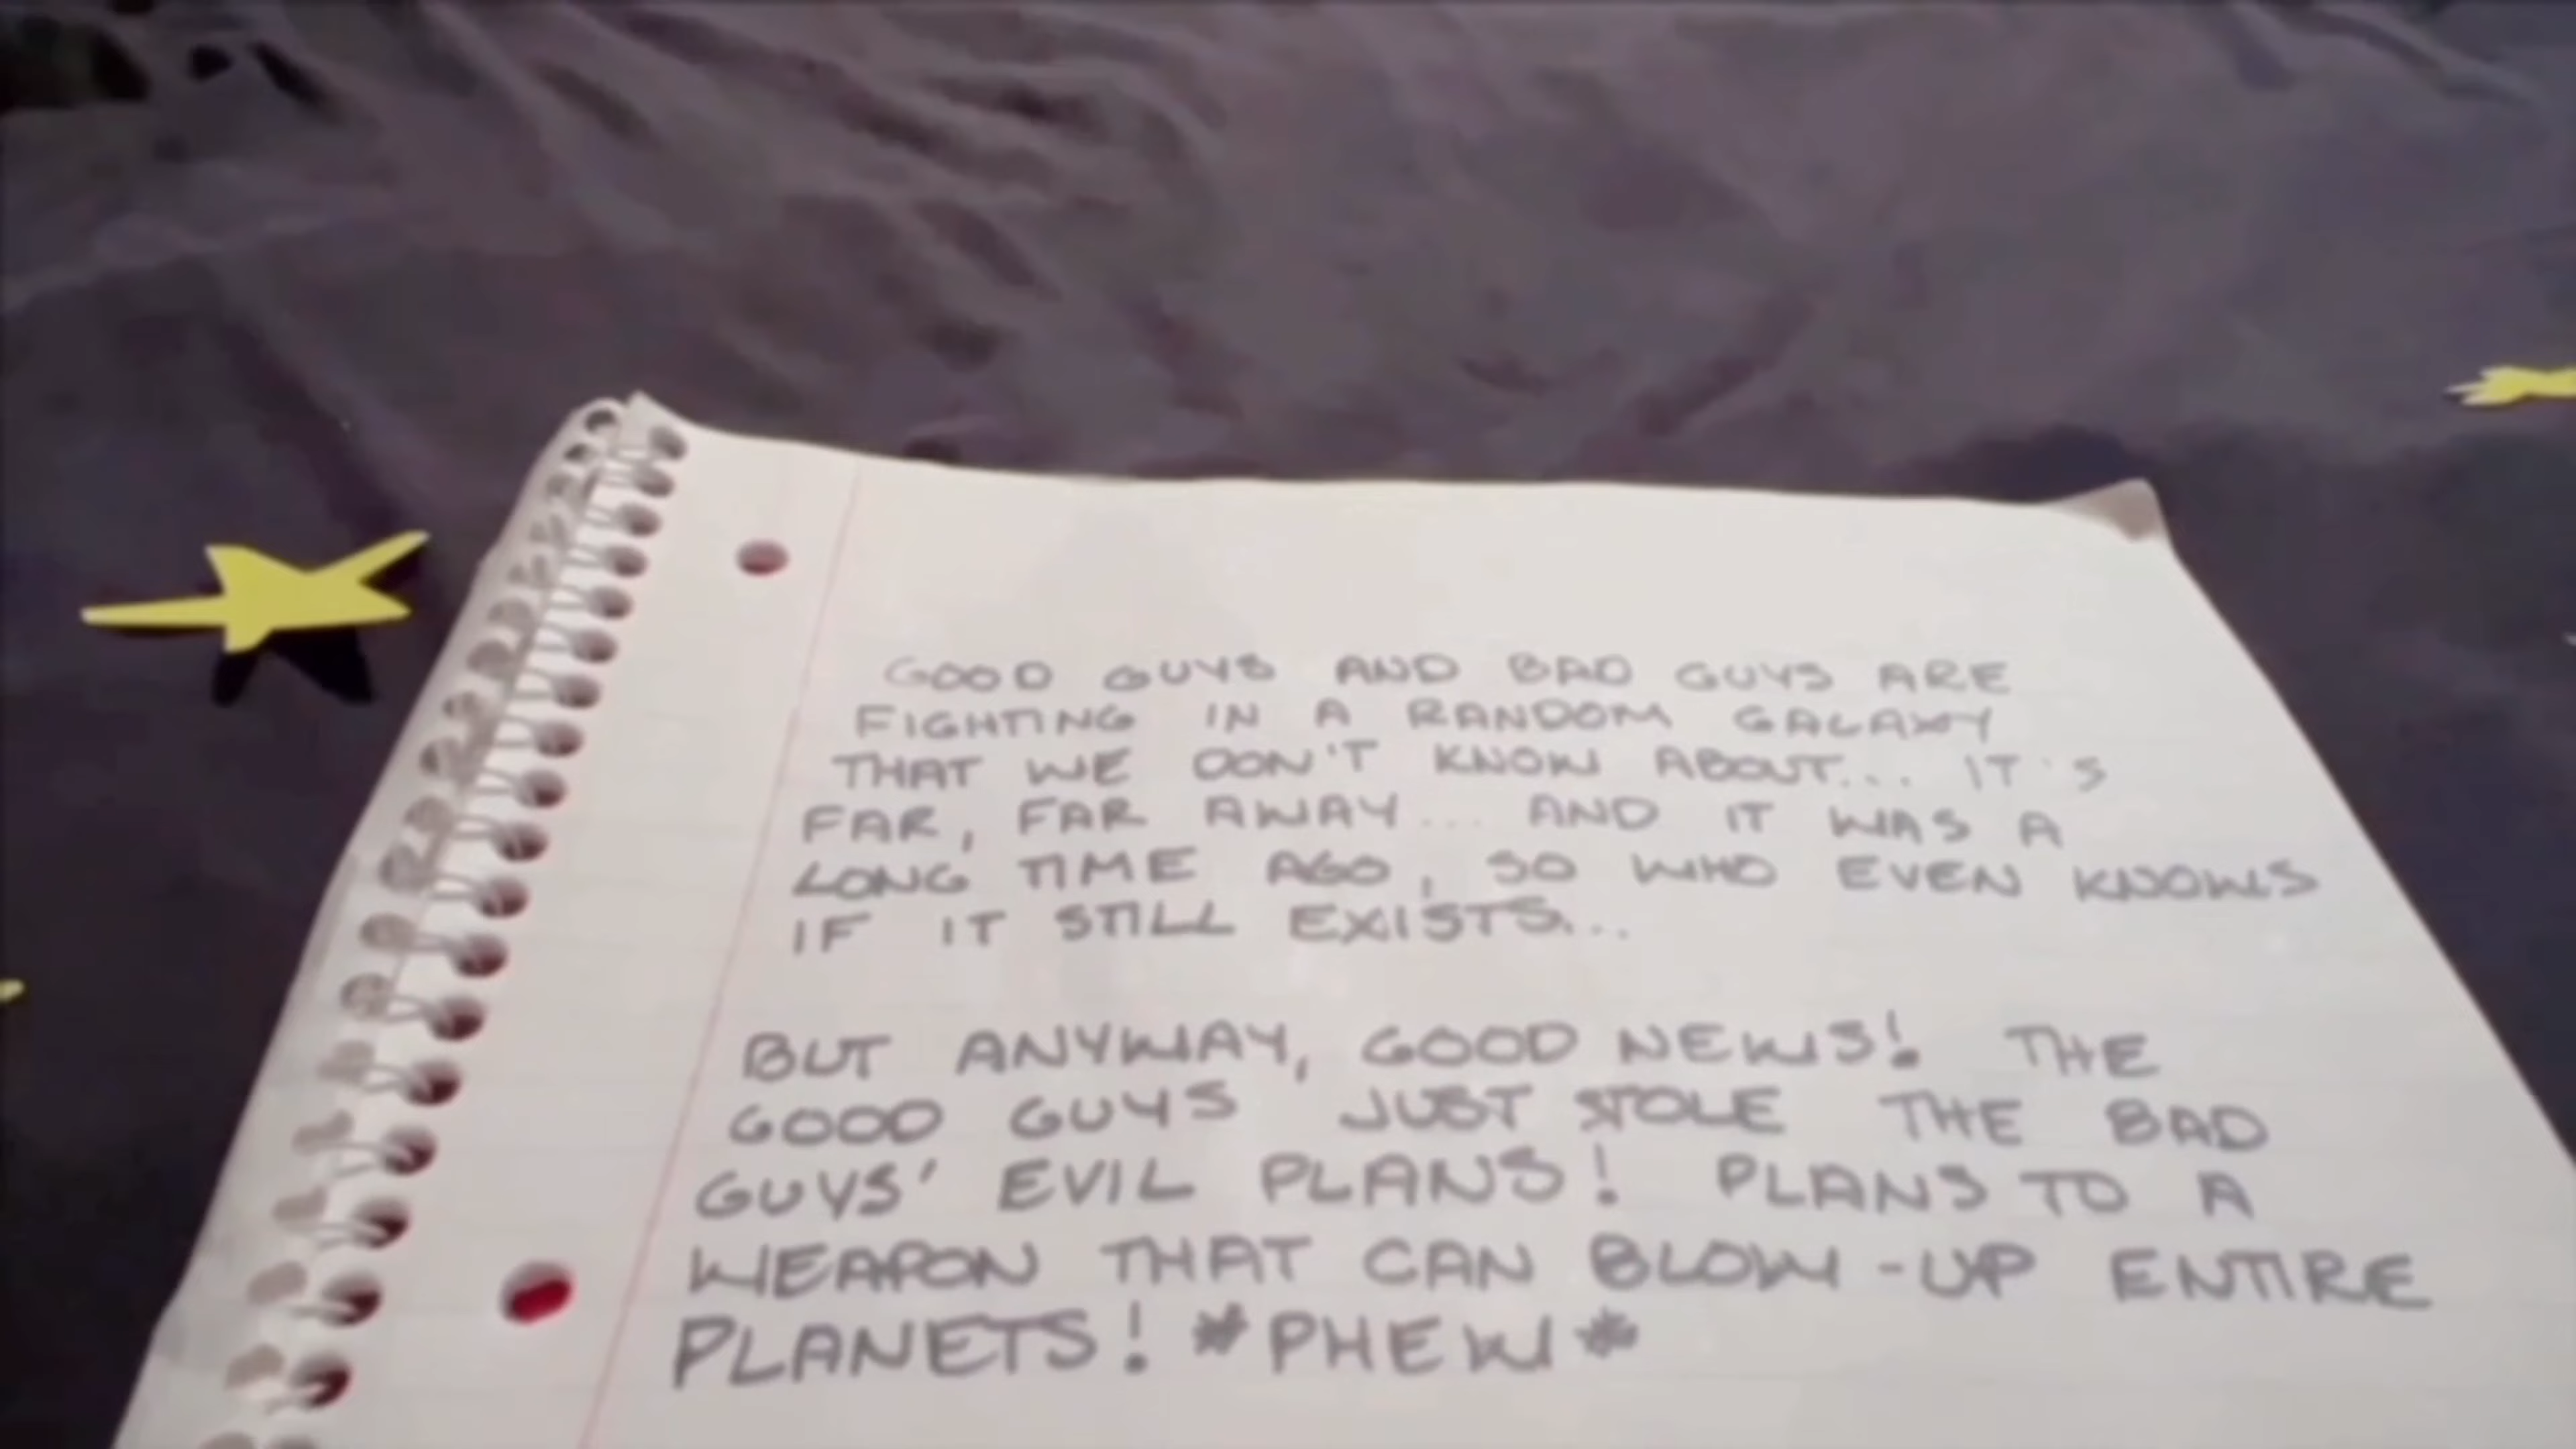 GOOD GUYS AND BAD GUYS ARE
FIGHTING IN A RANDOM GALAXY
THAT WE DON'T KNOW ABOUT... IT'S
FAR, FAR AWAY... AND IT WAS A
LONG TIME AGO, SO WHO EVEN KNOWS
IF IT STILL EXISTS...
BUT ANYWAY, GOOD NEWS! THE
GOOD GUYS JUST STOLE THE BAD
GUYS' EVIL PLANS! PLANS TO A
WEAPON THAT CAN BLOW-UP ENTIRE
PLANETS! *PHEW*